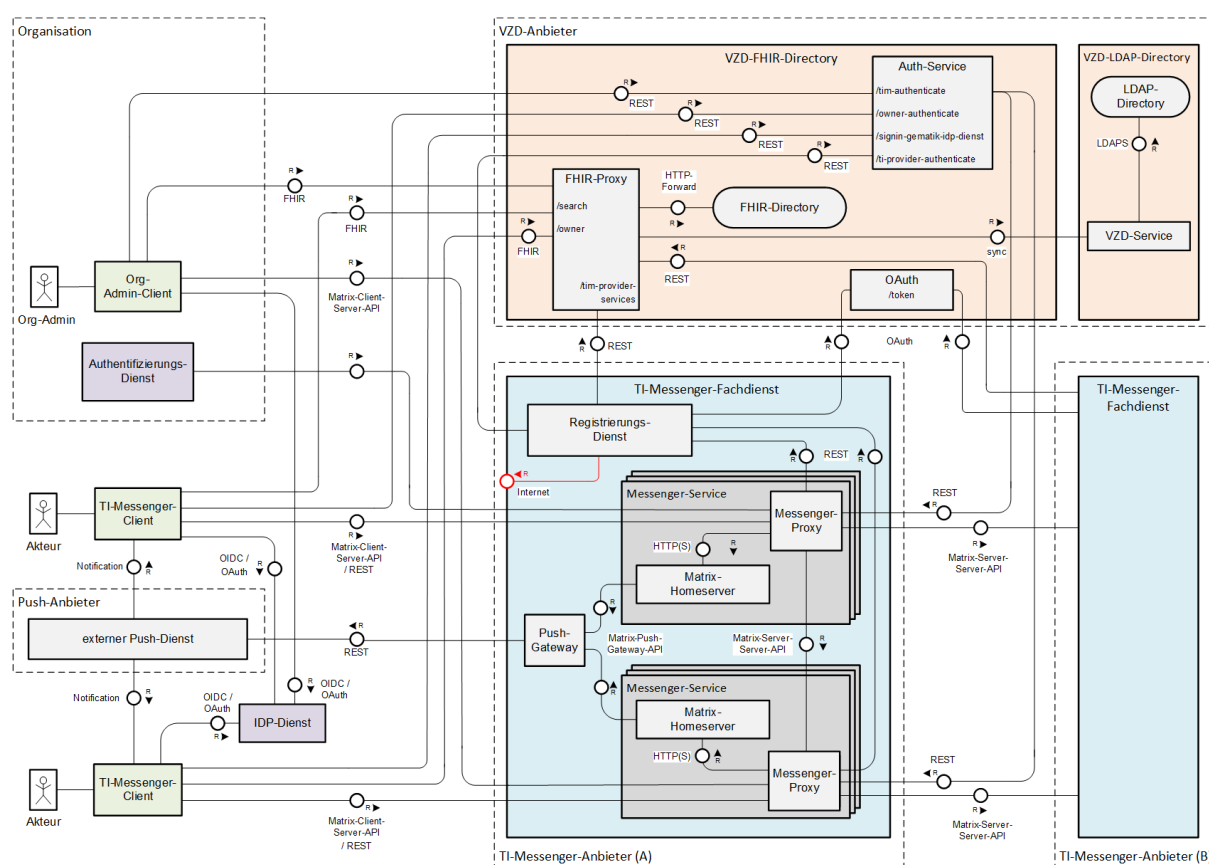 Organisation
VZD-Anbieter
VZD-FHIR-Directory
VZD-LDAP-Directory
Auth-Service
/tim-authenticate
/owner-authenticate
/signin-gematik-idp-dienst
/ti-provider-authenticate
R
REST
R
REST
R
REST
R
REST
LDAP-
Directory
LDAPS
R
VZD-Service
FHIR-Proxy
/search
/owner
/tim-provider-
services
HTTP-
Forward
R
FHIR-Directory
R
sync
R
REST
OAuth
/token
R
FHIR
R
FHIR
R
FHIR
Org-Admin
Org-
Admin-Client
R
Matrix-Client-
Server-API
Authentifizierungs-
Dienst
R
R
REST
R
OAuth
R
TI-Messenger-Fachdienst
Registrierungs-
Dienst
R
Internet
R
REST
R
TI-Messenger-
Fachdienst
Messenger-Service
Messenger-
Proxy
HTTP(S)
R
Matrix-
Homeserver
REST
R
R
Matrix-Server-
Server-API
Akteur
TI-Messenger-
Client
R
Matrix-Client-
Server-API
/ REST
Notification
R
OIDC /
OAuth
R
Push-Anbieter
externer Push-Dienst
R
REST
Push-
Gateway
R
Matrix-Push-
Gateway-API
R
Matrix-Server-
Server-API
R
Notification
R
OIDC /
OAuth
R
OIDC /
OAuth
R
IDP-Dienst
Messenger-Service
Matrix-
Homeserver
HTTP(S)
R
Messenger-
Proxy
REST
R
R
Matrix-Server-
Server-API
Akteur
TI-Messenger-
Client
R
Matrix-Client-
Server-API
/ REST
TI-Messenger-Anbieter (A)
TI-Messenger-Anbieter (B)